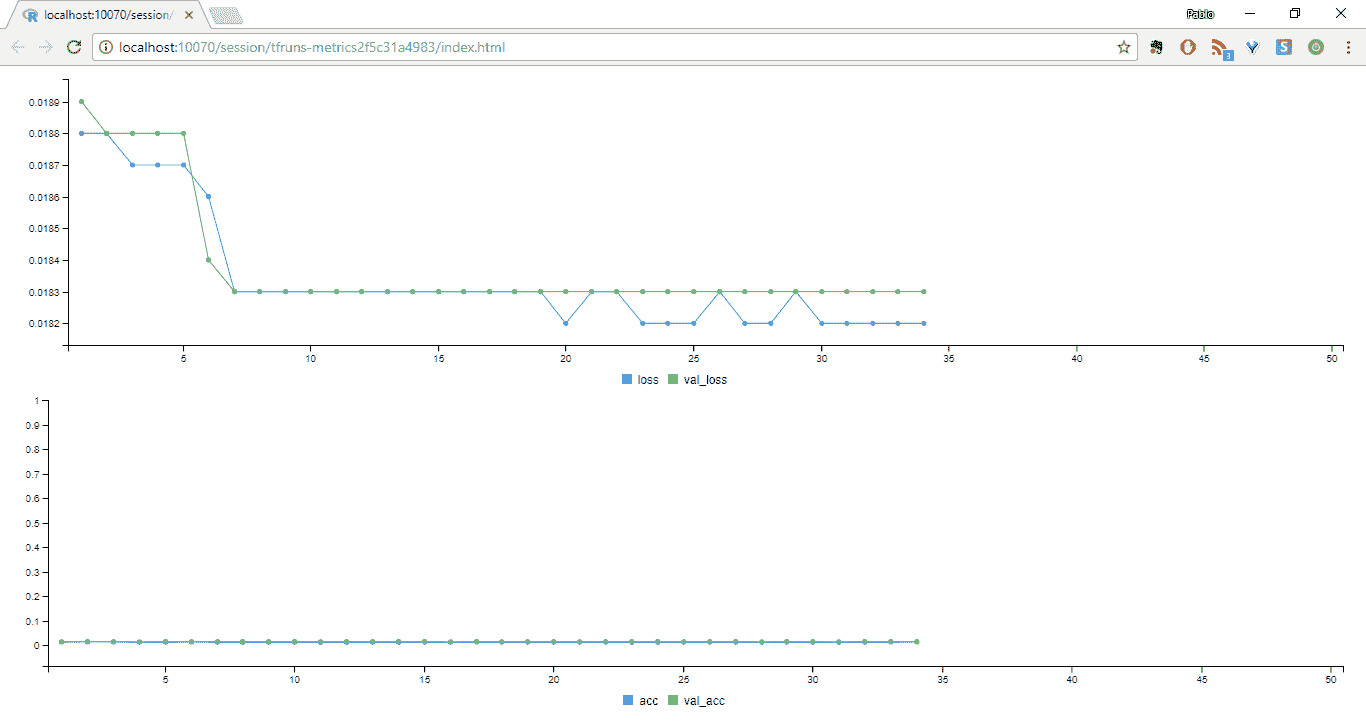 localhost:10070/session/
Pablo
localhost:10070/session/tfruns-metrics2f5c31a4983/index.html
3
S
0.0189
0.0188
0.0187
0.0186
0.0185
0.0184
0.0183
0.0182
5 10 15 20 25 30 35 40 45 50
loss val_loss
1
0.9
0.8
0.7
0.6
0.5
0.4
0.3
0.2
0.1
0
5 10 15 20 25 30 35 40 45 50
acc val_acc